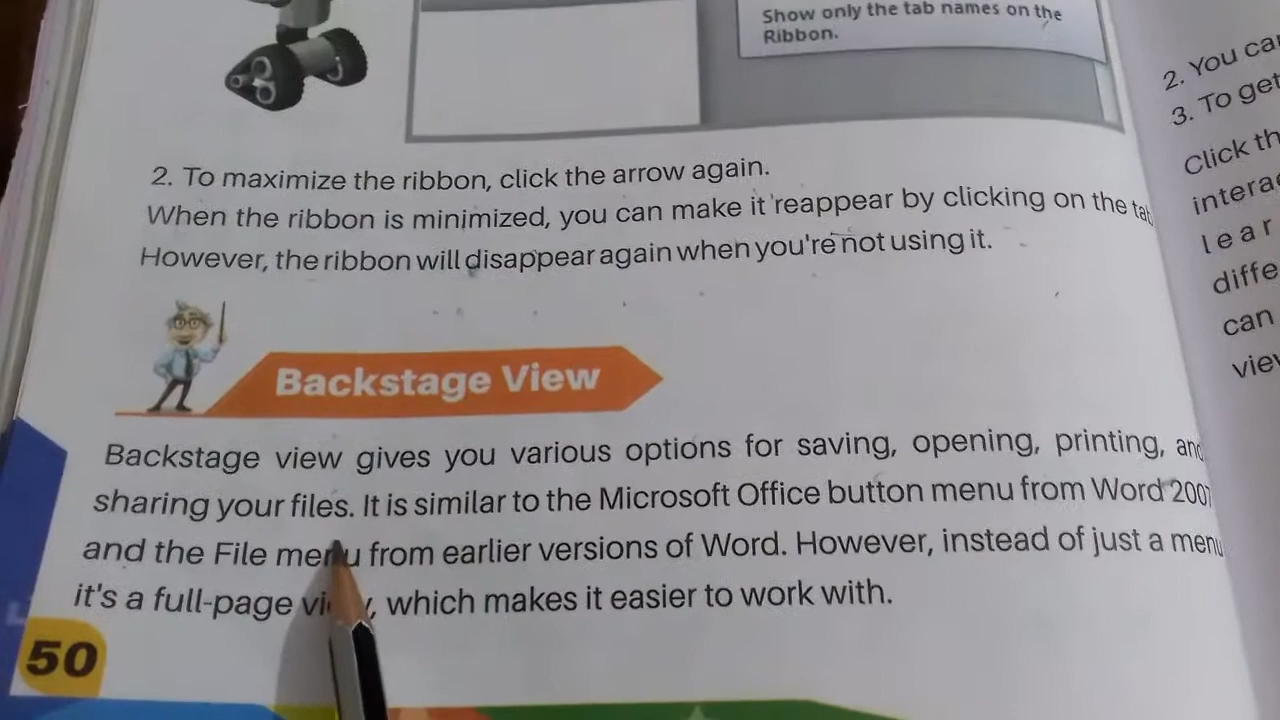 Show only the tab names on the
Ribbon.
2. To maximize the ribbon, click the arrow again.
When the ribbon is minimized, you can make it reappear by clicking on the tab
However, the ribbon will disappear again when you're not using it.
Backstage View
Backstage view gives you various options for saving, opening, printing, and
sharing your files. It is similar to the Microsoft Office button menu from Word 2007
and the File menu from earlier versions of Word. However, instead of just a menu
it's a full-page view, which makes it easier to work with.
50
2. You ca
3. To get
Click th
intera
lear
diffe
can
view